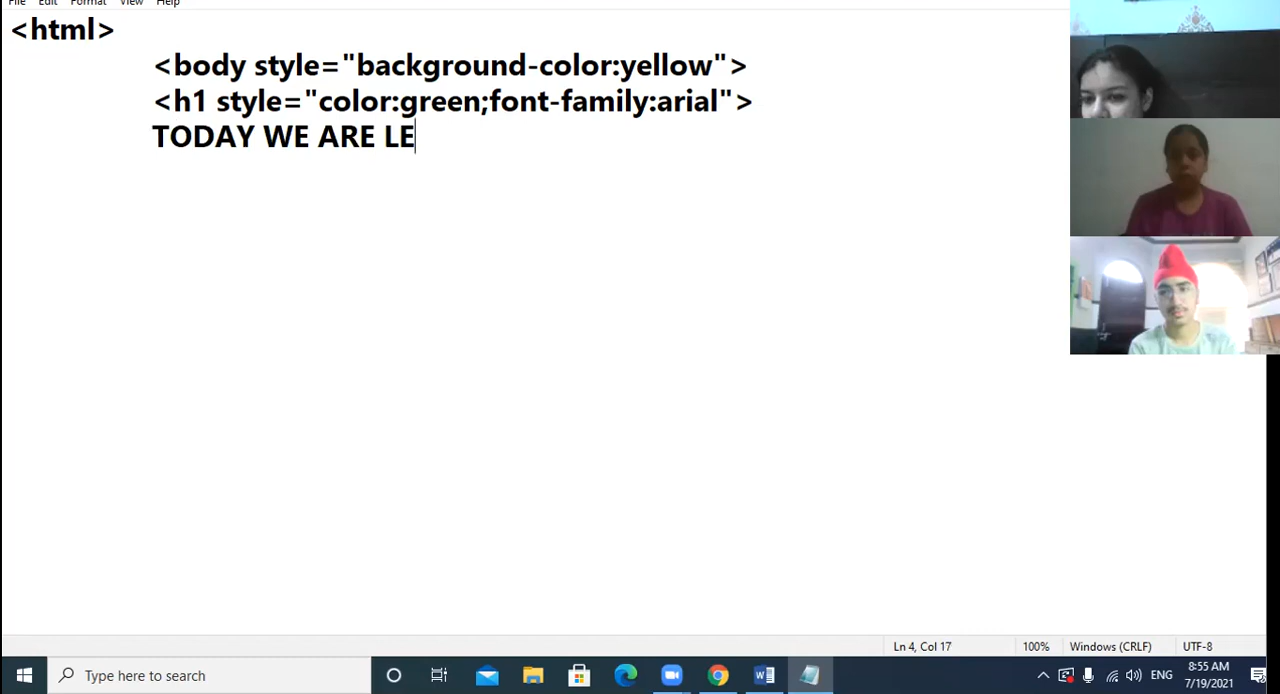 File Edit Format View Help
<html>
<body style="background-color:yellow">
<h1 style="color:green;font-family:arial">
TODAY WE ARE LE
Ln 4, Col 17 100% Windows (CRLF) UTF-8
Type here to search ENG 8:55 AM
7/19/2021